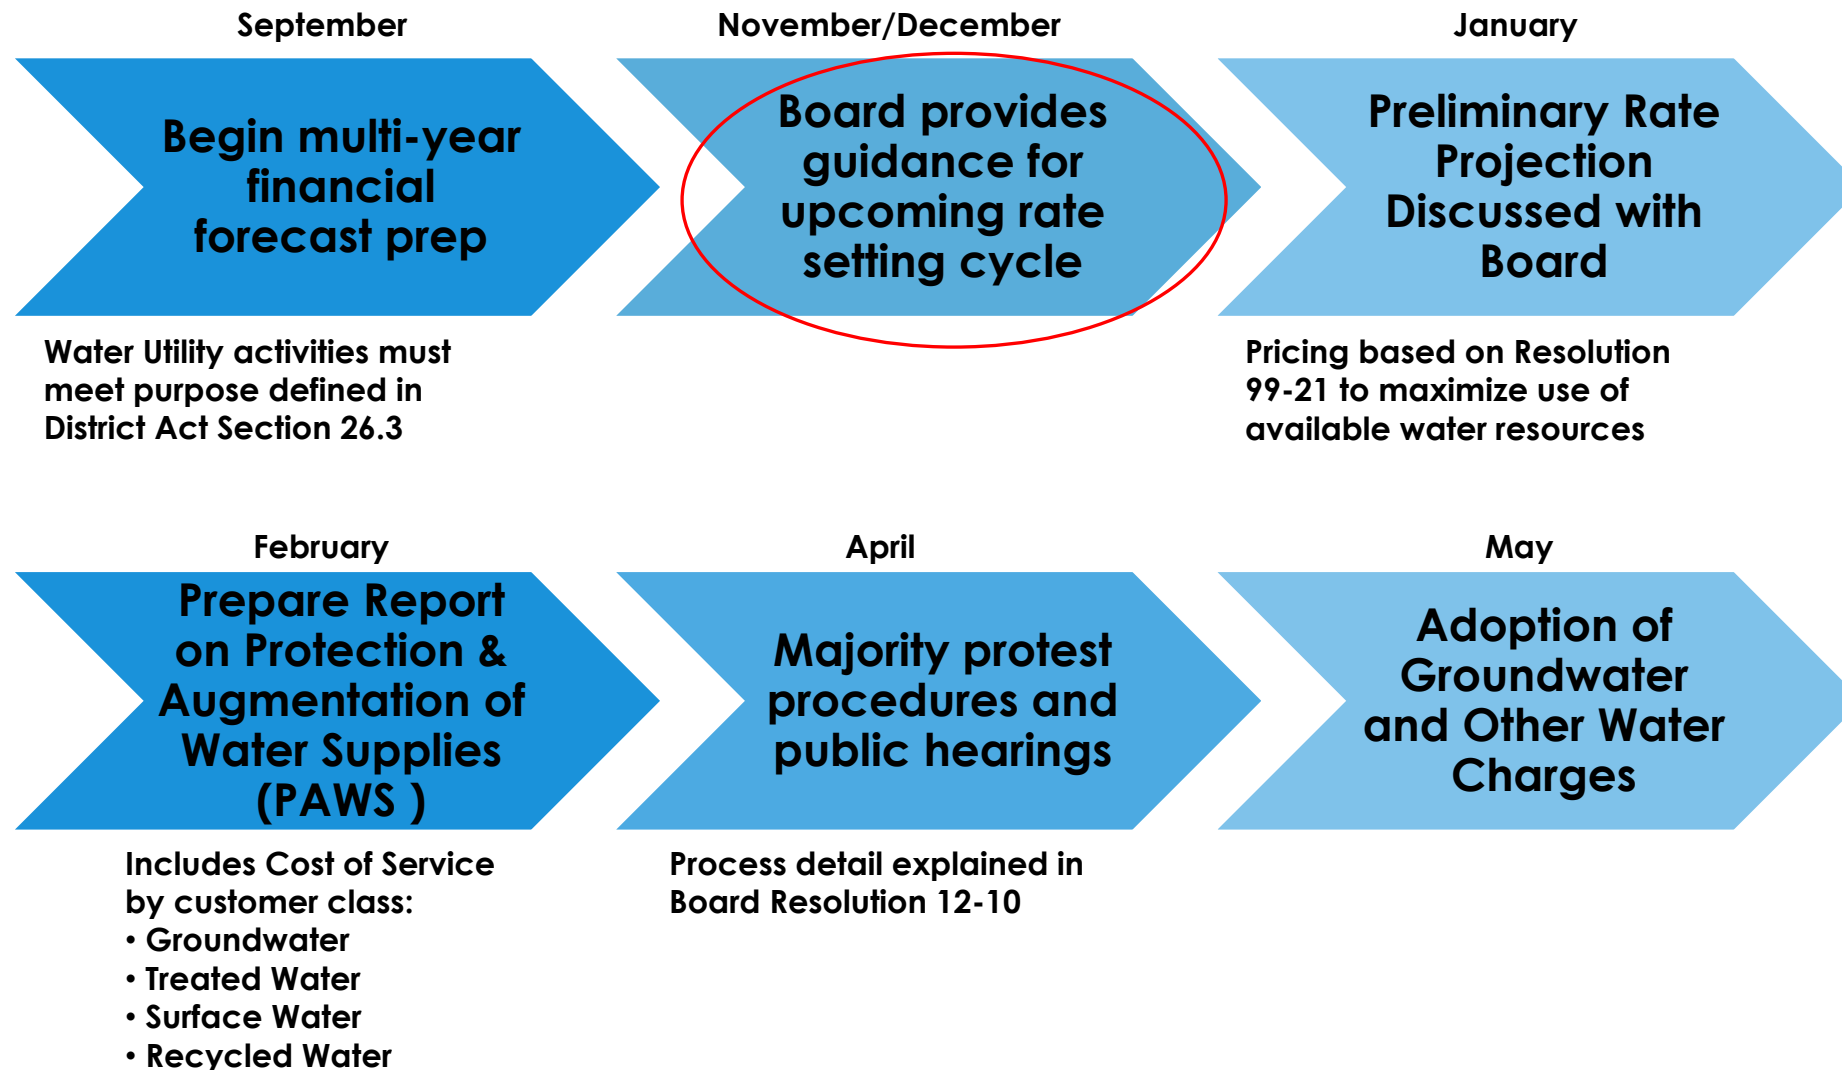 September
Begin multi-year
financial
forecast prep
Water Utility activities must
meet purpose defined in
District Act Section 26.3
November/December
Board provides
guidance for
upcoming rate
setting cycle
January
Preliminary Rate
Projection
Discussed with
Board
Pricing based on Resolution
99-21 to maximize use of
available water resources
February
Prepare Report
on Protection &
Augmentation of
Water Supplies
(PAWS )
Includes Cost of Service
by customer class:
• Groundwater
• Treated Water
• Surface Water
• Recycled Water
April
Majority protest
procedures and
public hearings
Process detail explained in
Board Resolution 12-10
May
Adoption of
Groundwater
and Other Water
Charges